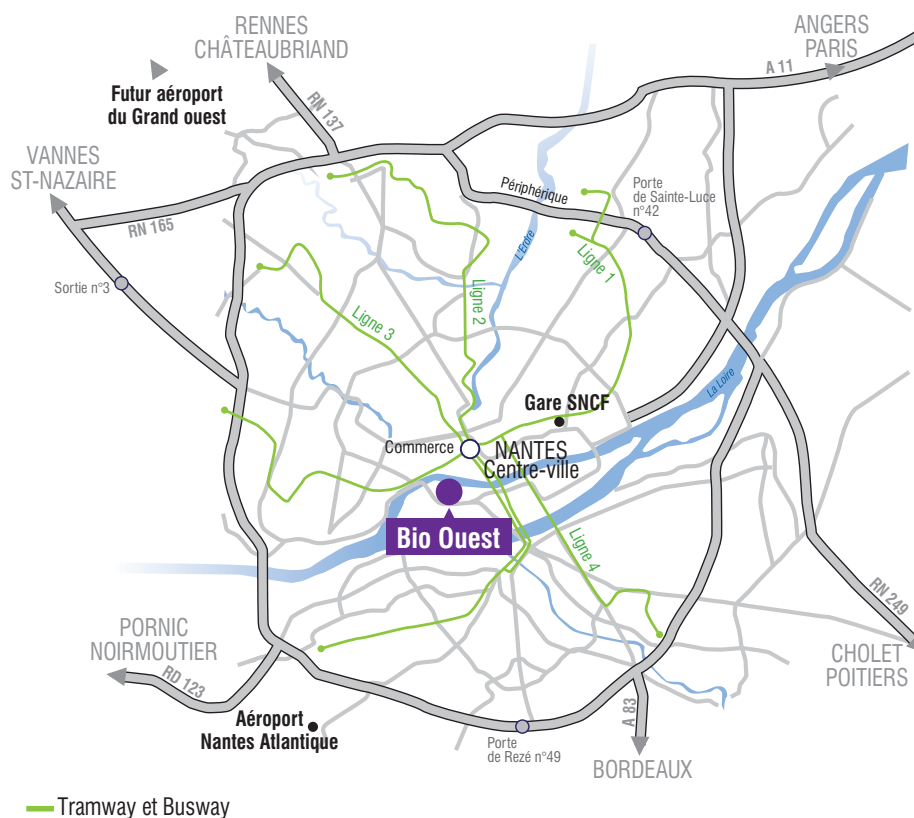 RENNES
CHÂTEAUBRIAND
ANGERS
PARIS
A 11
Futur aéroport
du Grand ouest
RN 137
VANNES
ST-NAZAIRE
Périphérique
Porte
de Sainte-Luce
n°42
RN 165
L'Erdre
Ligne 1
Sortie n°3
Ligne 2
Ligne 3
La Loire
Gare SNCF
Commerce
NANTES
Centre-ville
Bio Ouest
Ligne 4
RN 249
PORNIC
NOIRMOUTIER
CHOLET
POITIERS
RD 123
A 83
Aéroport
Nantes Atlantique
Porte
de Rezé n°49
BORDEAUX
Tramway et Busway